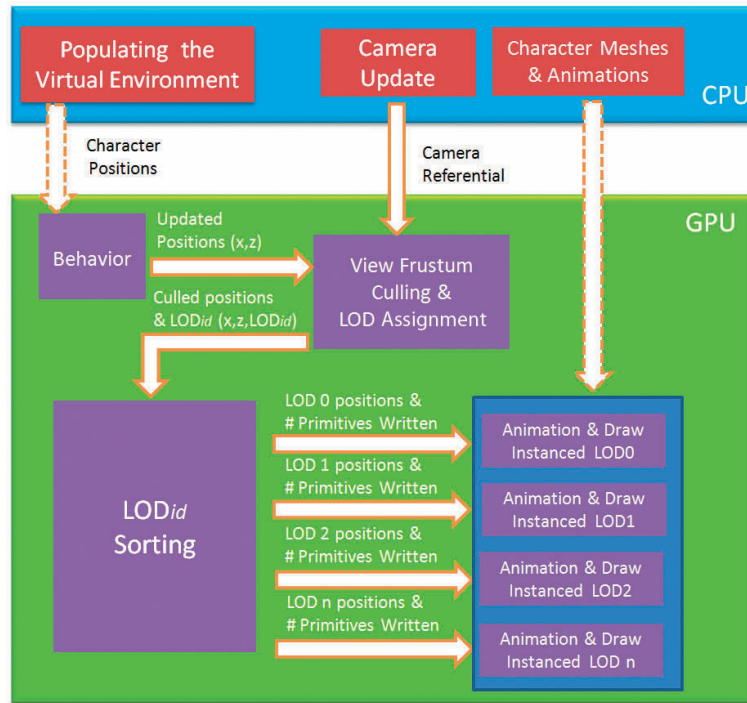 Populating the
Virtual Environment
Camera
Update
Character Meshes
& Animations
CPU
Character
Positions
Camera
Referential
GPU
Behavior
Updated
Positions (x,z)
View Frustum
Culling &
LOD Assignment
Culled positions
& LODid (x,z,LODid)
LODid
Sorting
LOD 0 positions &
# Primitives Written
LOD 1 positions &
# Primitives Written
LOD 2 positions &
# Primitives Written
LOD n positions &
# Primitives Written
Animation & Draw
Instanced LOD0
Animation & Draw
Instanced LOD1
Animation & Draw
Instanced LOD2
Animation & Draw
Instanced LOD n